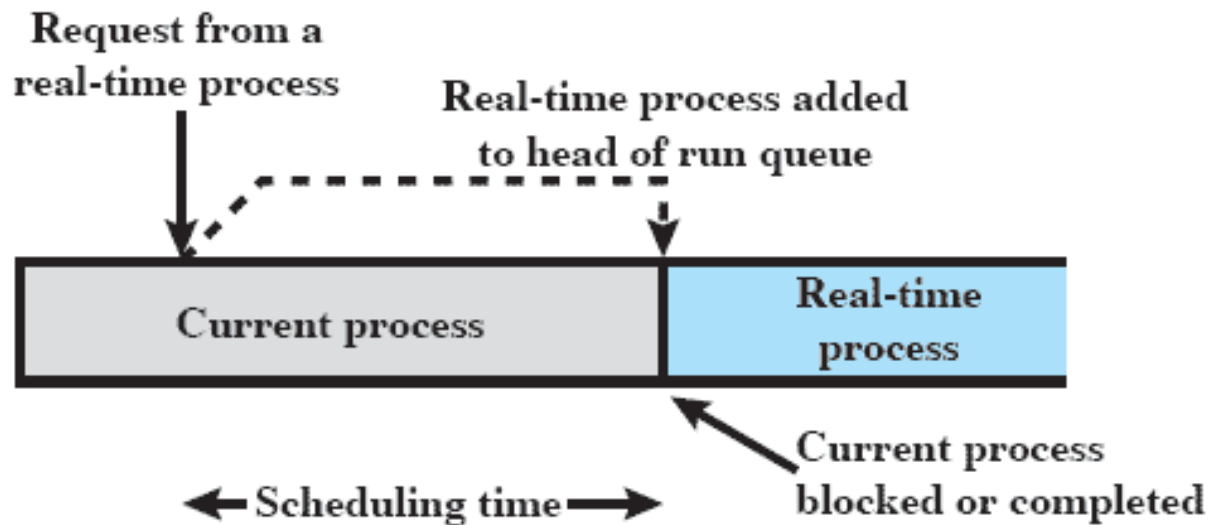 Request from a
real-time process
Real-time process added
to head of run queue
Current process
Real-time
process
Current process
blocked or completed
Scheduling time